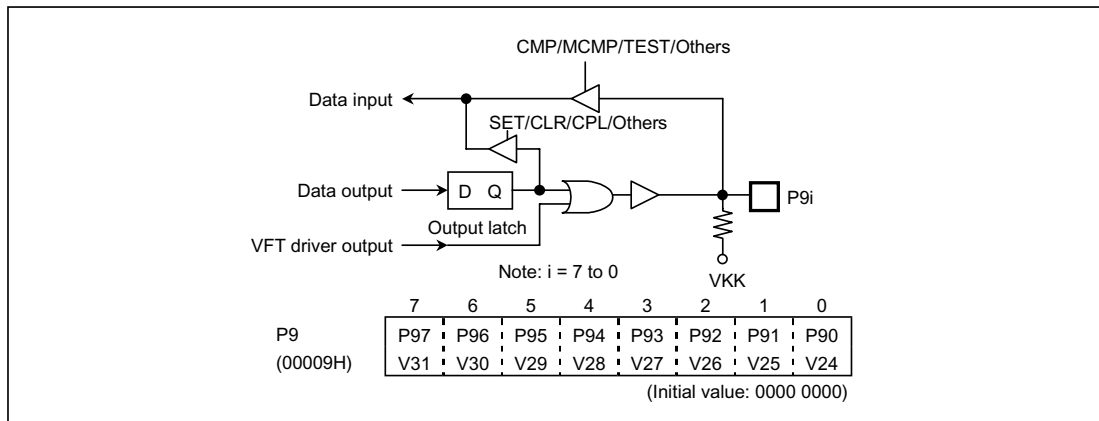 CMP/MCMP/TEST/Others
Data input
SET/CLR/CPL/Others
Data output
D Q
P9i
Output latch
VFT driver output
Note: i = 7 to 0
VKK
7 6 5 4 3 2 1 0
P9 P97 P96 P95 P94 P93 P92 P91 P90
(00009H) V31 V30 V29 V28 V27 V26 V25 V24
(Initial value: 0000 0000)